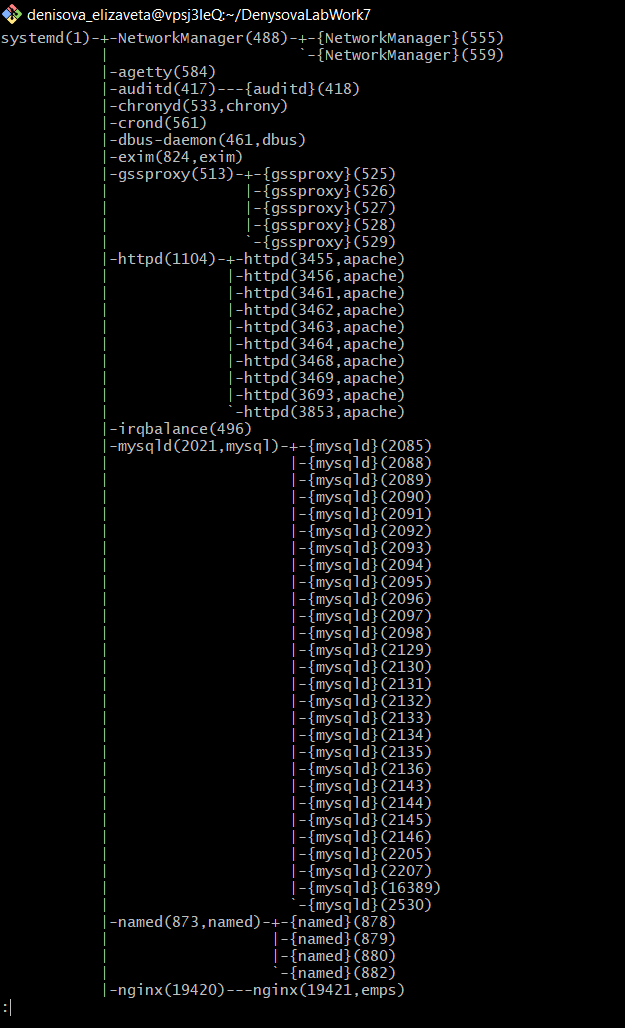 denisova_elizaveta@vpsj3IeQ:~/DenysovaLabWork7
systemd(1)-+-NetworkManager(488)-+-{NetworkManager}(555)
           |                     `-{NetworkManager}(559)
           |-agetty(584)
           |-auditd(417)---{auditd}(418)
           |-chronyd(533,chrony)
           |-crond(561)
           |-dbus-daemon(461,dbus)
           |-exim(824,exim)
           |-gssproxy(513)-+-{gssproxy}(525)
           |               |-{gssproxy}(526)
           |               |-{gssproxy}(527)
           |               |-{gssproxy}(528)
           |               `-{gssproxy}(529)
           |-httpd(1104)-+-httpd(3455,apache)
           |             |-httpd(3456,apache)
           |             |-httpd(3461,apache)
           |             |-httpd(3462,apache)
           |             |-httpd(3463,apache)
           |             |-httpd(3464,apache)
           |             |-httpd(3468,apache)
           |             |-httpd(3469,apache)
           |             |-httpd(3693,apache)
           |             `-httpd(3853,apache)
           |-irqbalance(496)
           |-mysqld(2021,mysql)-+-{mysqld}(2085)
           |                    |-{mysqld}(2088)
           |                    |-{mysqld}(2089)
           |                    |-{mysqld}(2090)
           |                    |-{mysqld}(2091)
           |                    |-{mysqld}(2092)
           |                    |-{mysqld}(2093)
           |                    |-{mysqld}(2094)
           |                    |-{mysqld}(2095)
           |                    |-{mysqld}(2096)
           |                    |-{mysqld}(2097)
           |                    |-{mysqld}(2098)
           |                    |-{mysqld}(2129)
           |                    |-{mysqld}(2130)
           |                    |-{mysqld}(2131)
           |                    |-{mysqld}(2132)
           |                    |-{mysqld}(2133)
           |                    |-{mysqld}(2134)
           |                    |-{mysqld}(2135)
           |                    |-{mysqld}(2136)
           |                    |-{mysqld}(2143)
           |                    |-{mysqld}(2144)
           |                    |-{mysqld}(2145)
           |                    |-{mysqld}(2146)
           |                    |-{mysqld}(2205)
           |                    |-{mysqld}(2207)
           |                    |-{mysqld}(16389)
           |                    `-{mysqld}(2530)
           |-named(873,named)-+-{named}(878)
           |                  |-{named}(879)
           |                  |-{named}(880)
           |                  `-{named}(882)
           |-nginx(19420)---nginx(19421,emps)
: